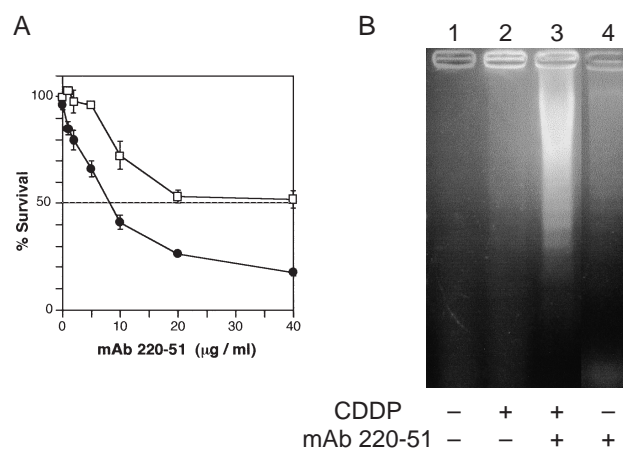 A
B
1 2 3 4
100
50
0
% Survival
0 10 20 30 40
mAb 220-51 (μg / ml)
CDDP – + + –
mAb 220-51 – – + +